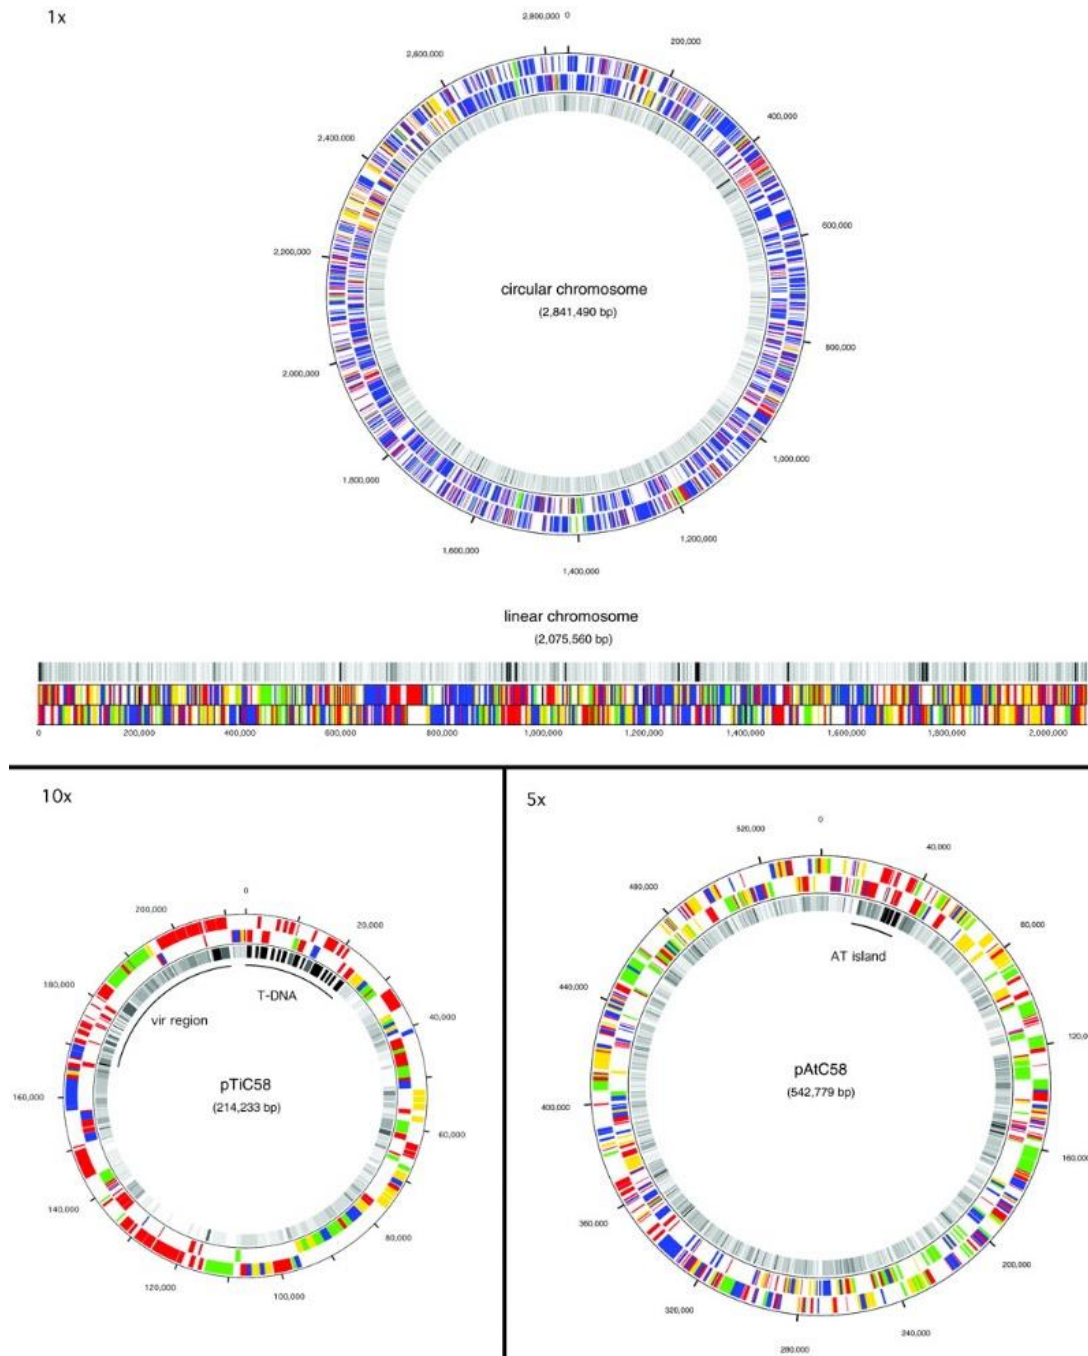 1x
2,800,000 0
200,000
400,000
600,000
800,000
1,000,000
1,200,000
1,400,000
1,600,000
1,800,000
2,000,000
2,200,000
2,400,000
2,600,000
circular chromosome
(2,841,490 bp)
linear chromosome
(2,075,560 bp)
0 200,000 400,000 600,000 800,000 1,000,000 1,200,000 1,400,000 1,600,000 1,800,000 2,000,000
10x
0
20,000
40,000
60,000
80,000
100,000
120,000
140,000
160,000
180,000
200,000
vir region
T-DNA
pTiC58
(214,233 bp)
5x
0
40,000
80,000
120,000
160,000
200,000
240,000
280,000
320,000
360,000
400,000
440,000
480,000
520,000
AT island
pAtC58
(542,779 bp)